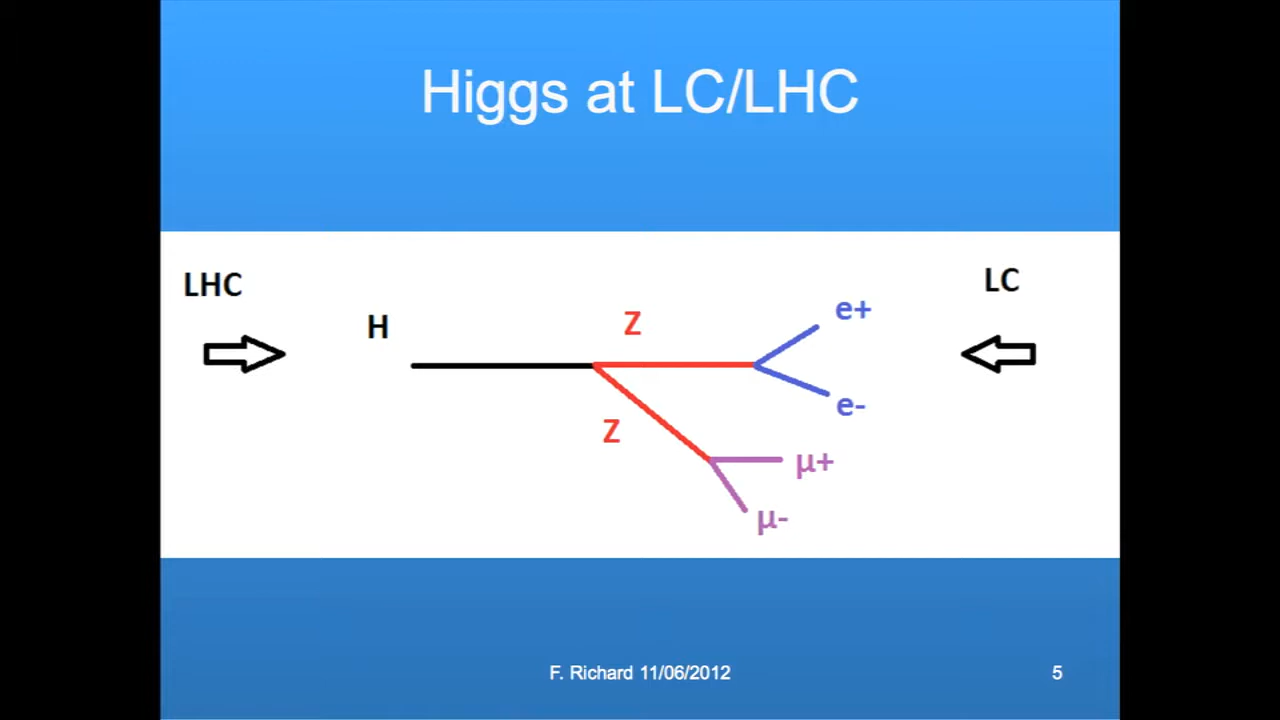 Higgs at LC/LHC
LHC
LC
H
Z
e+
e-
Z
μ+
μ-
F. Richard 11/06/2012
5